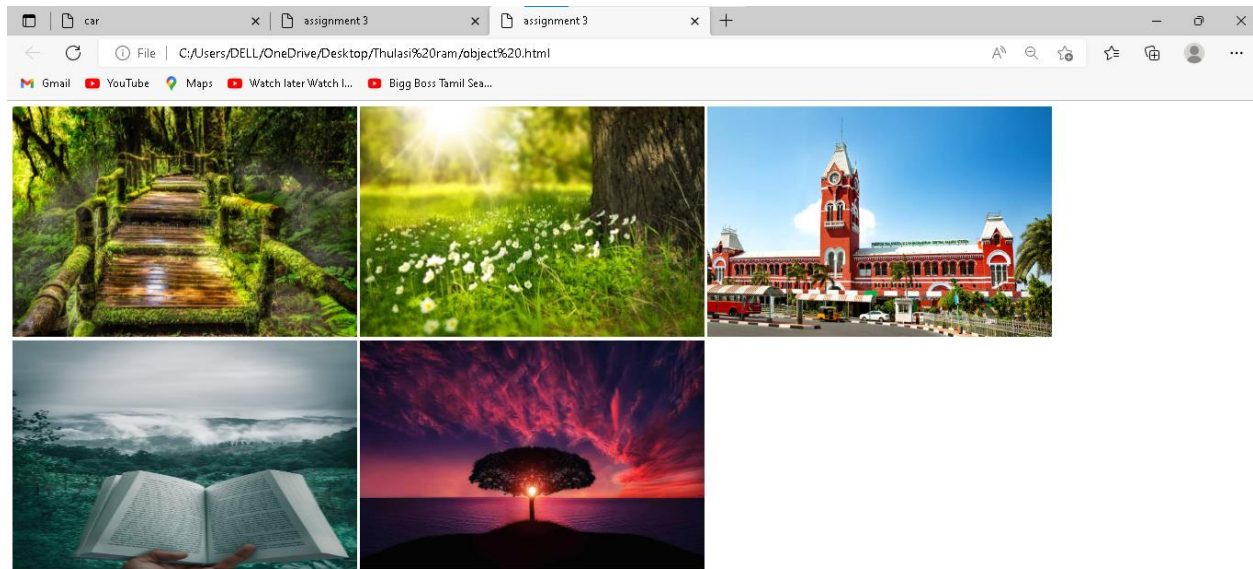 car
assignment 3
assignment 3
File
C:/Users/DELL/OneDrive/Desktop/Thulasi%20ram/object%20.html
Gmail
YouTube
Maps
Watch later Watch l...
Bigg Boss Tamil Sea...